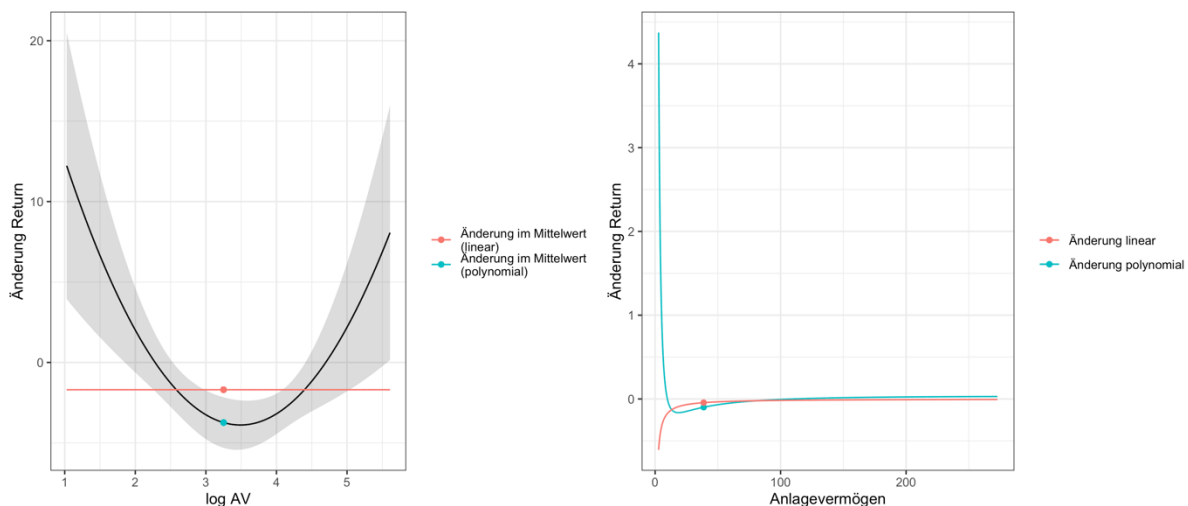 20
10
0
Änderung Return
1
2
3
4
5
log AV
Änderung im Mittelwert
(linear)
Änderung im Mittelwert
(polynomial)
4
3
2
1
0
Änderung Return
0
100
200
Anlagevermögen
Änderung linear
Änderung polynomial